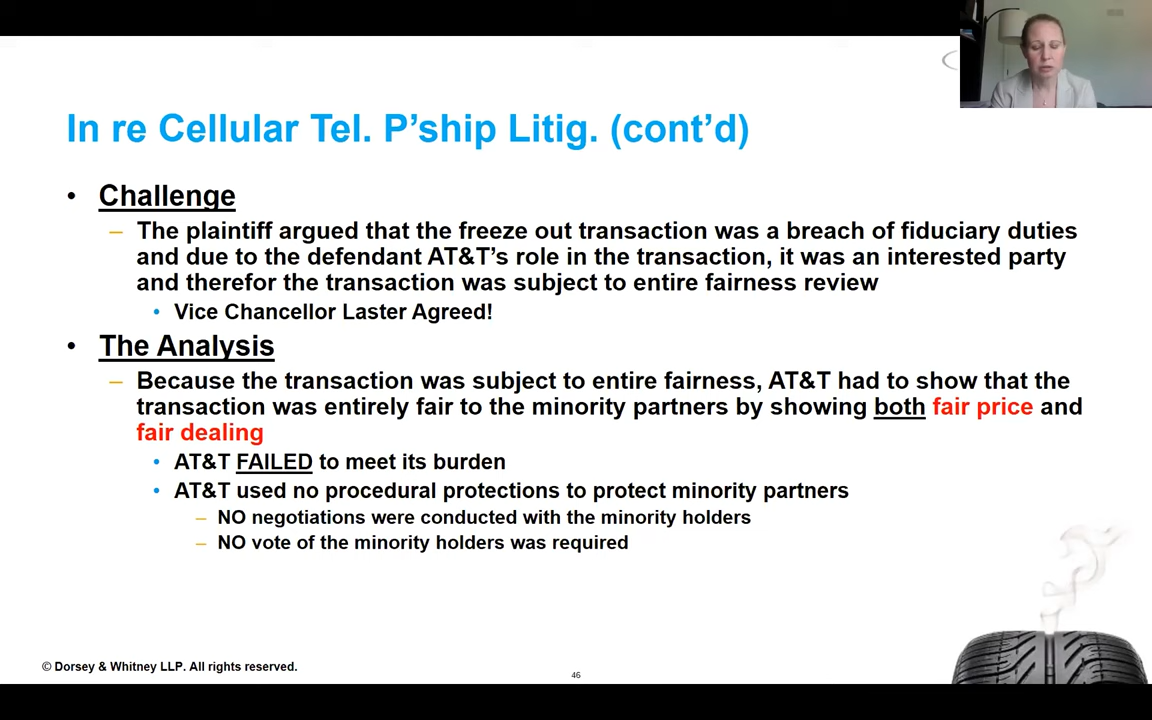 In re Cellular Tel. P’ship Litig. (cont’d)
• Challenge
– The plaintiff argued that the freeze out transaction was a breach of fiduciary duties
and due to the defendant AT&T’s role in the transaction, it was an interested party
and therefor the transaction was subject to entire fairness review
• Vice Chancellor Laster Agreed!
• The Analysis
– Because the transaction was subject to entire fairness, AT&T had to show that the
transaction was entirely fair to the minority partners by showing both fair price and
fair dealing
• AT&T FAILED to meet its burden
• AT&T used no procedural protections to protect minority partners
– NO negotiations were conducted with the minority holders
– NO vote of the minority holders was required
© Dorsey & Whitney LLP. All rights reserved.
46